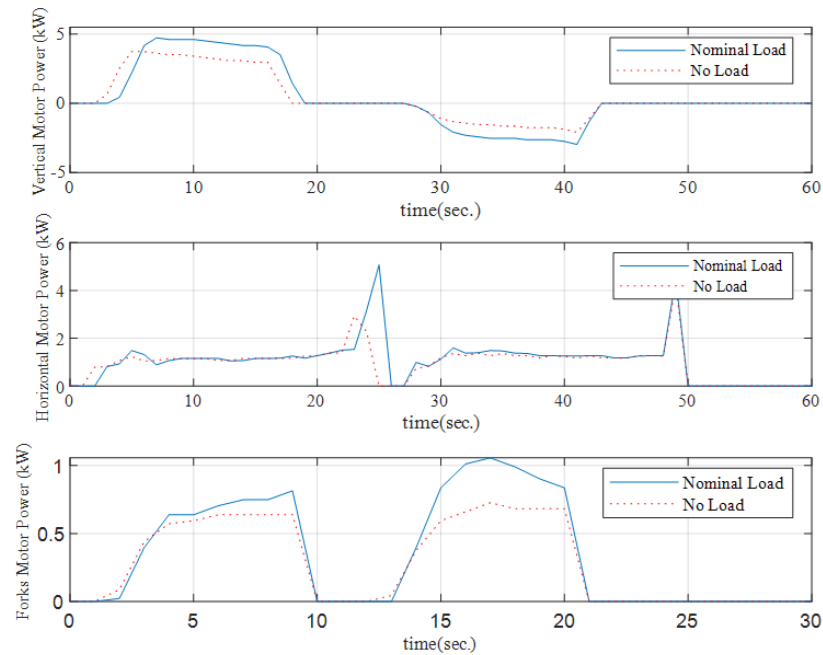 Vertical Motor Power (kW)
5
0
-5
Nominal Load
No Load
0 10 20 30 40 50 60
time(sec.)
Horizontal Motor Power (kW)
6
4
2
0
Nominal Load
No Load
0 10 20 30 40 50 60
time(sec.)
Forks Motor Power (kW)
1
0.5
0
Nominal Load
No Load
0 5 10 15 20 25 30
time(sec.)